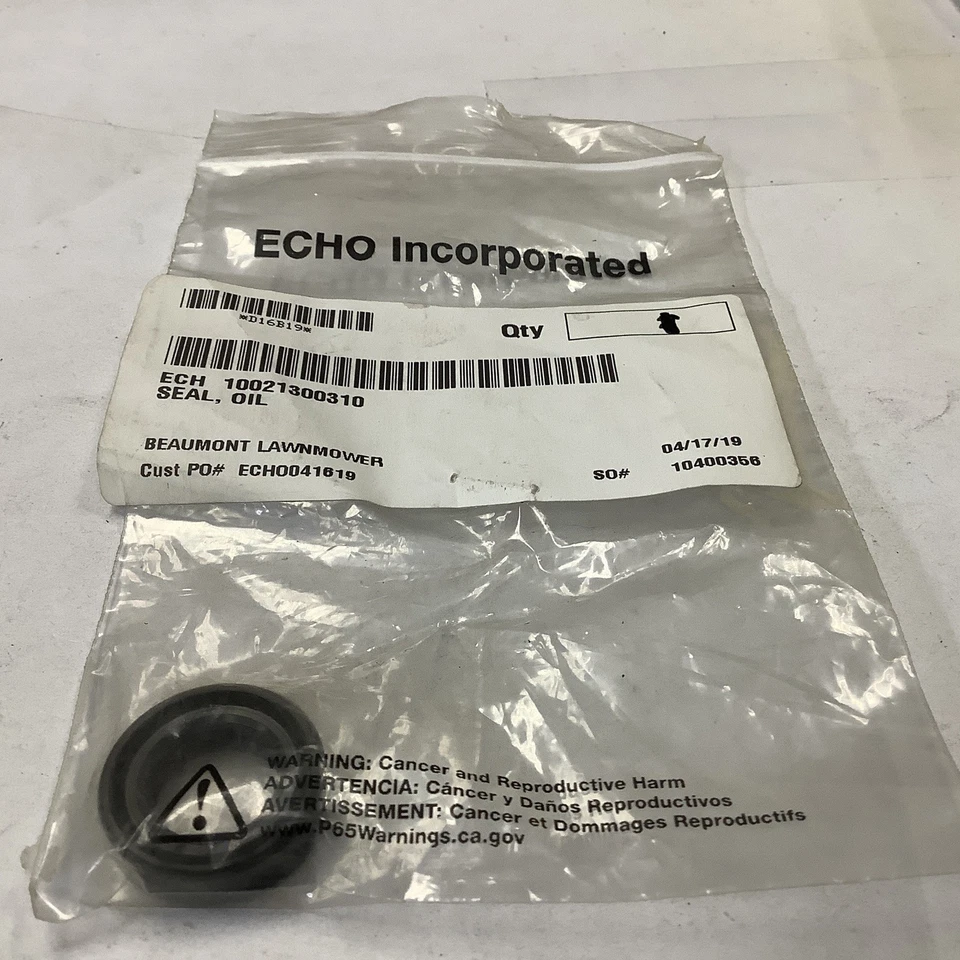 ECHO Incorporated
*D16B19*
Qty
ECH 10021300310
SEAL, OIL
BEAUMONT LAWNMOWER
04/17/19
Cust PO# ECHO041619
SO# 10400356
WARNING: Cancer and Reproductive Harm
ADVERTENCIA: Cáncer y Daños Reproductivos
AVERTISSEMENT: Cancer et Dommages Reproductifs
www.P65Warnings.ca.gov